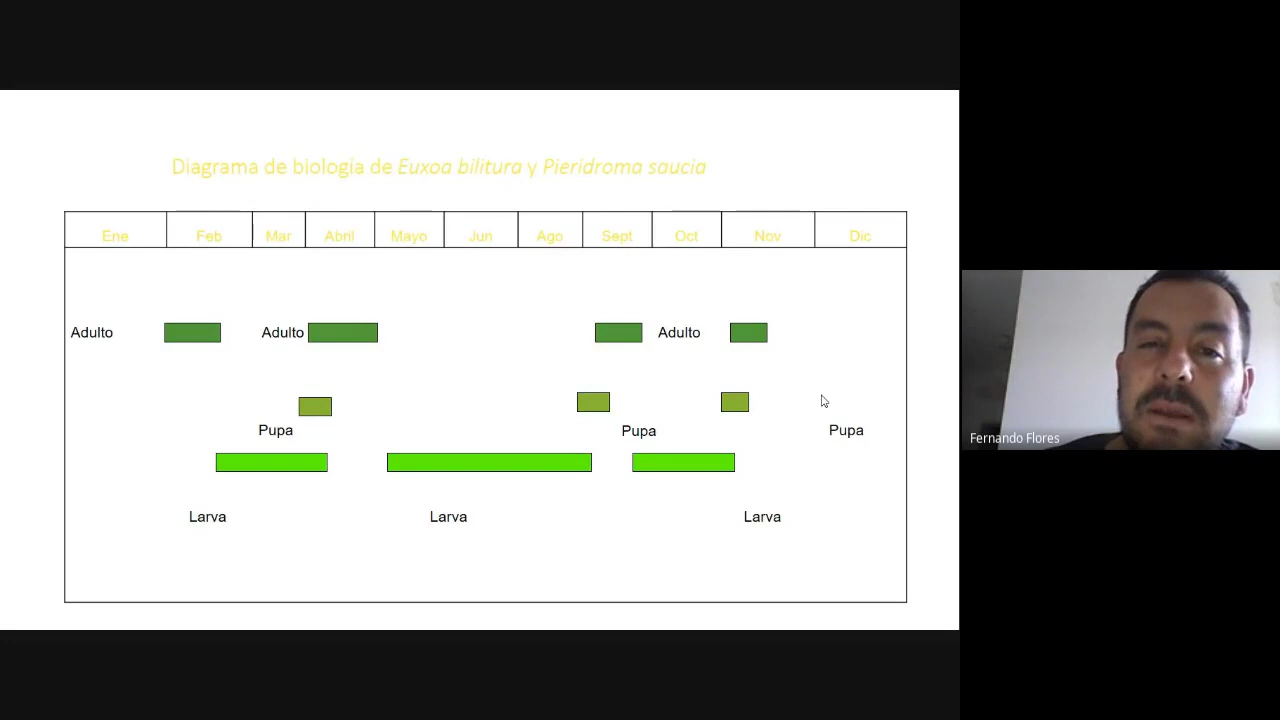 Diagrama de biología de Euxoa bilitura y Pieridroma saucia
Ene Feb Mar Abril Mayo Jun Ago Sept Oct Nov Dic
Adulto Adulto Adulto
Pupa Pupa Pupa
Larva Larva Larva
Fernando Flores